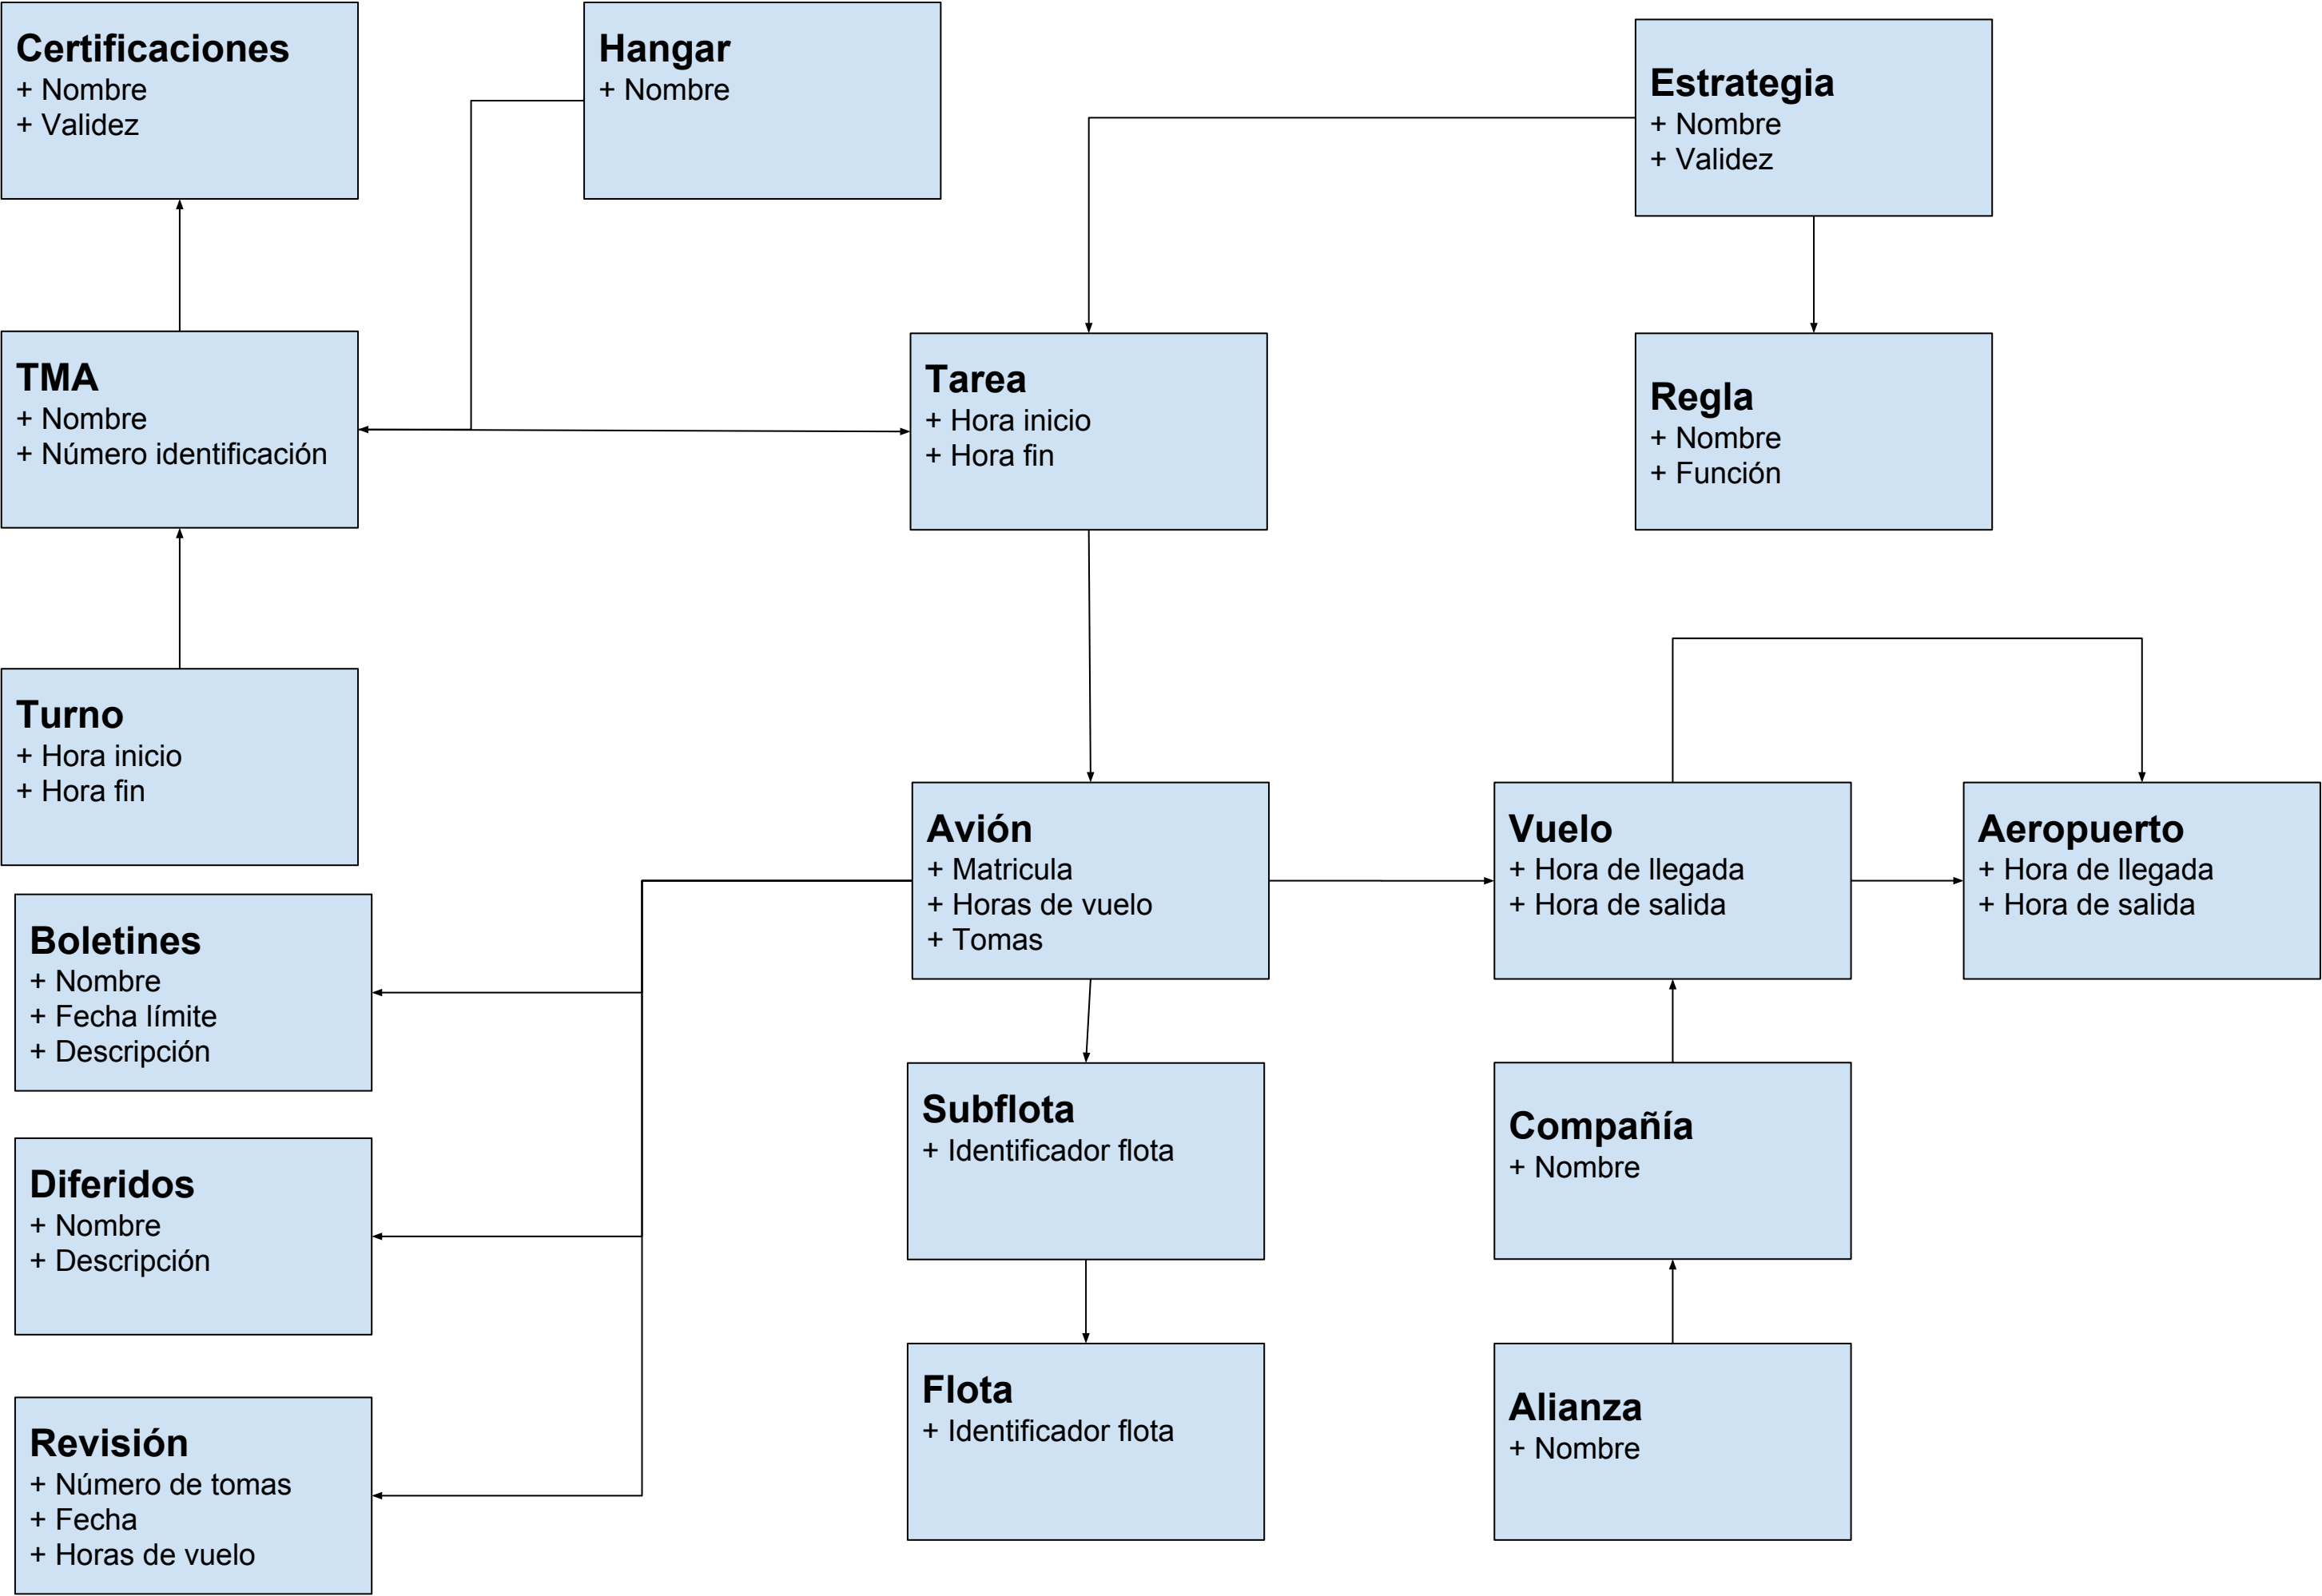 Certificaciones
+ Nombre
+ Validez
Hangar
+ Nombre
Estrategia
+ Nombre
+ Validez
TMA
+ Nombre
+ Número identificación
Tarea
+ Hora inicio
+ Hora fin
Regla
+ Nombre
+ Función
Turno
+ Hora inicio
+ Hora fin
Avión
+ Matricula
+ Horas de vuelo
+ Tomas
Vuelo
+ Hora de llegada
+ Hora de salida
Aeropuerto
+ Hora de llegada
+ Hora de salida
Boletines
+ Nombre
+ Fecha límite
+ Descripción
Subflota
+ Identificador flota
Compañía
+ Nombre
Diferidos
+ Nombre
+ Descripción
Flota
+ Identificador flota
Alianza
+ Nombre
Revisión
+ Número de tomas
+ Fecha
+ Horas de vuelo